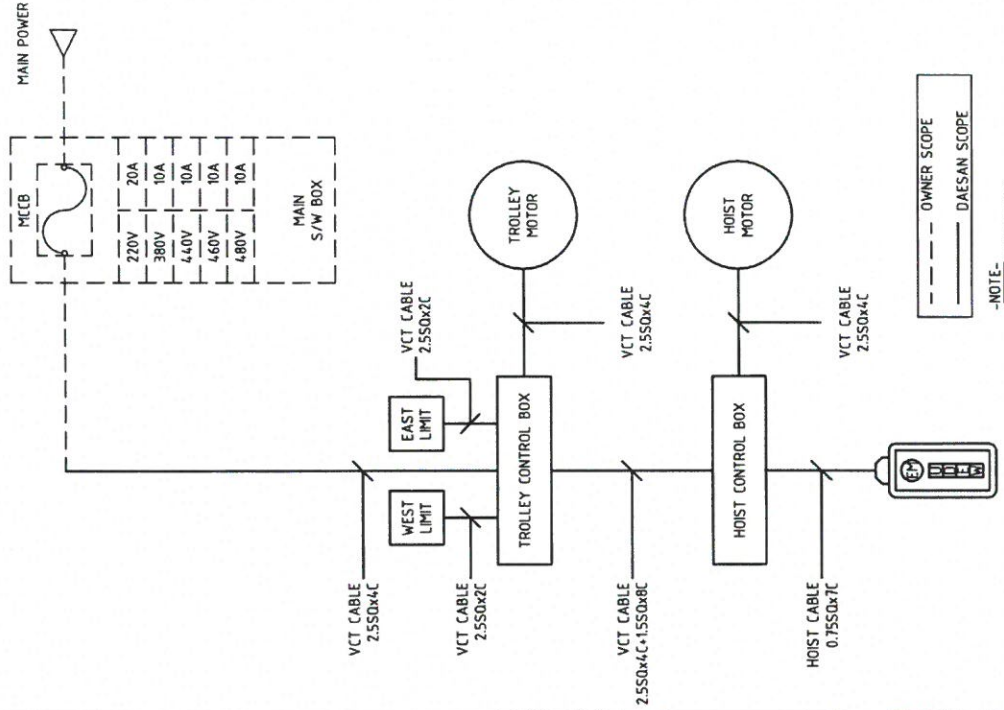 MAIN POWER
MCCB
220V 20A
380V 10A
440V 10A
460V 10A
480V 10A
MAIN
S/W BOX
VCT CABLE
2.5SQx2C
EAST
LIMIT
WEST
LIMIT
TROLLEY
MOTOR
TROLLEY CONTROL BOX
VCT CABLE
2.5SQx4C
VCT CABLE
2.5SQx4C
VCT CABLE
2.5SQx2C
HOIST
MOTOR
HOIST CONTROL BOX
VCT CABLE
2.5SQx4C
VCT CABLE
2.5SQx4C+1.5SQx8C
HOIST CABLE
0.75SQx7C
EM
U
D
E
W
OWNER SCOPE
DAESAN SCOPE
-NOTE-